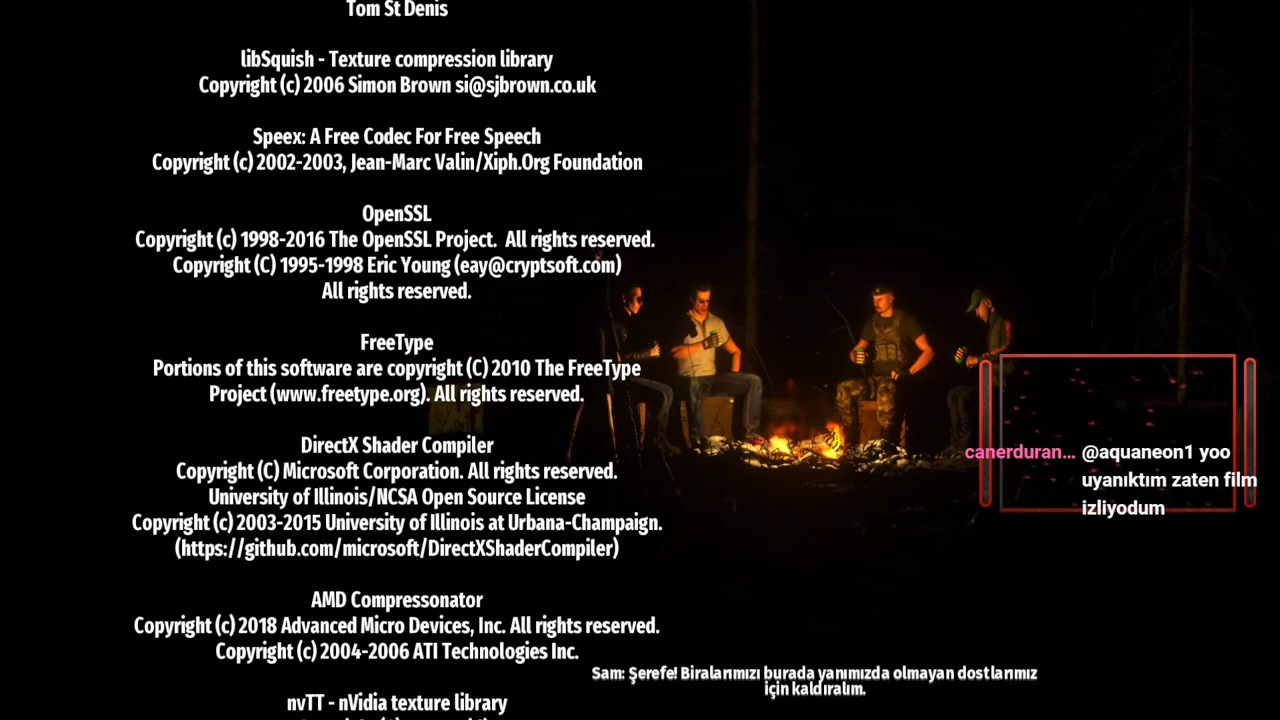 Tom St Denis
libSquish - Texture compression library
Copyright (c) 2006 Simon Brown si@sjbrown.co.uk
Speex: A Free Codec For Free Speech
Copyright (c) 2002-2003, Jean-Marc Valin/Xiph.Org Foundation
OpenSSL
Copyright (c) 1998-2016 The OpenSSL Project.  All rights reserved.
Copyright (C) 1995-1998 Eric Young (eay@cryptsoft.com)
All rights reserved.
FreeType
Portions of this software are copyright (C) 2010 The FreeType
Project (www.freetype.org). All rights reserved.
DirectX Shader Compiler
Copyright (C) Microsoft Corporation. All rights reserved.
University of Illinois/NCSA Open Source License
Copyright (c) 2003-2015 University of Illinois at Urbana-Champaign.
(https://github.com/microsoft/DirectXShaderCompiler)
AMD Compressonator
Copyright (c) 2018 Advanced Micro Devices, Inc. All rights reserved.
Copyright (c) 2004-2006 ATI Technologies Inc.
nvTT - nVidia texture library
canerduran... @aquaneon1 yoo
uyanıktım zaten film
izliyodum
Sam: Şerefe! Biralarımızı burada yanımızda olmayan dostlarımız
için kaldıralım.